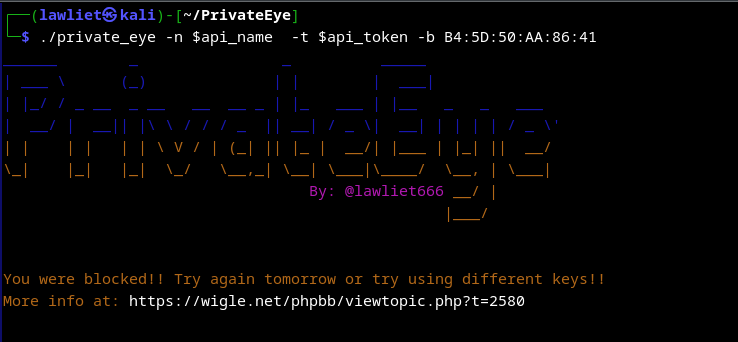 ┌──(lawliet㉿kali)-[~/PrivateEye]
└─$ ./private_eye -n $api_name  -t $api_token -b B4:5D:50:AA:86:41
PrivateEye
By: @lawliet666
You were blocked!! Try again tomorrow or try using different keys!!
More info at: https://wigle.net/phpbb/viewtopic.php?t=2580